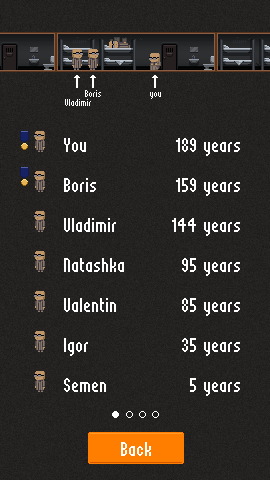 Boris
Vladimir
you
You 189 years
Boris 159 years
Vladimir 144 years
Natashka 95 years
Valentin 85 years
Igor 35 years
Semen 5 years
Back